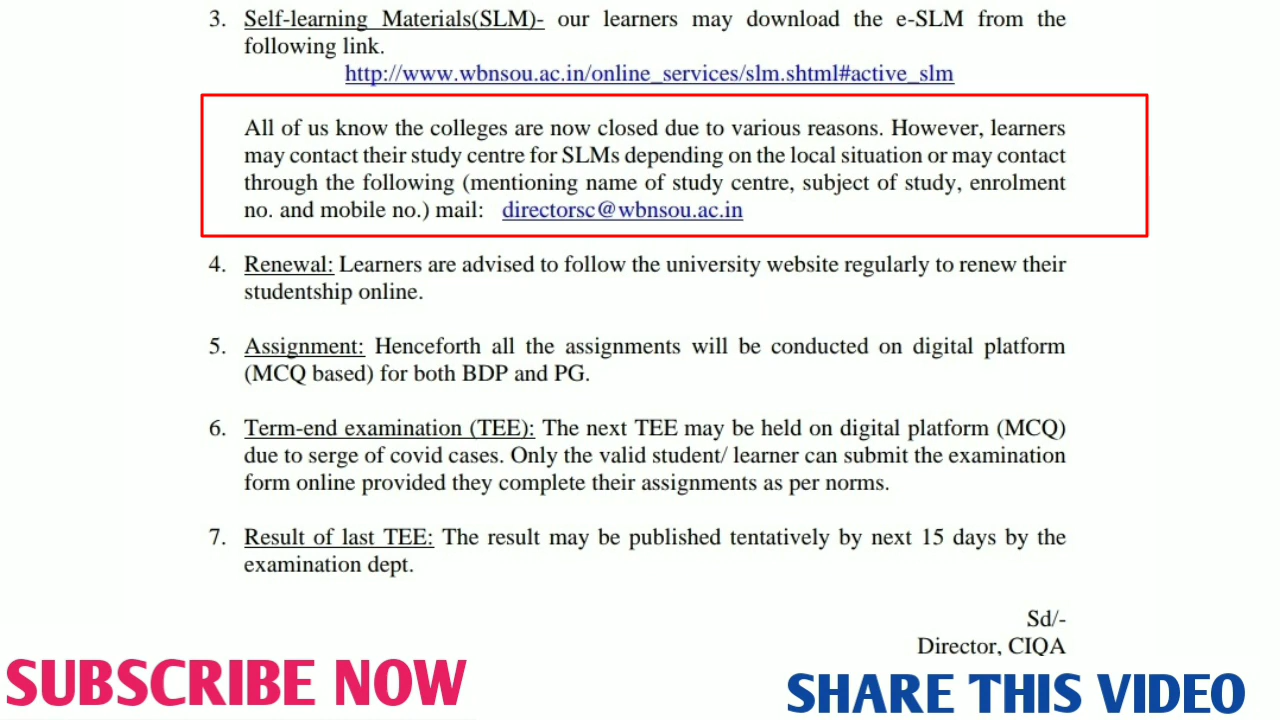 3. Self-learning Materials(SLM)- our learners may download the e-SLM from the
following link.
http://www.wbnsou.ac.in/online_services/slm.shtml#active_slm
All of us know the colleges are now closed due to various reasons. However, learners
may contact their study centre for SLMs depending on the local situation or may contact
through the following (mentioning name of study centre, subject of study, enrolment
no. and mobile no.) mail: directorsc@wbnsou.ac.in
4. Renewal: Learners are advised to follow the university website regularly to renew their
studentship online.
5. Assignment: Henceforth all the assignments will be conducted on digital platform
(MCQ based) for both BDP and PG.
6. Term-end examination (TEE): The next TEE may be held on digital platform (MCQ)
due to serge of covid cases. Only the valid student/ learner can submit the examination
form online provided they complete their assignments as per norms.
7. Result of last TEE: The result may be published tentatively by next 15 days by the
examination dept.
Sd/-
Director, CIQA
SUBSCRIBE NOW
SHARE THIS VIDEO